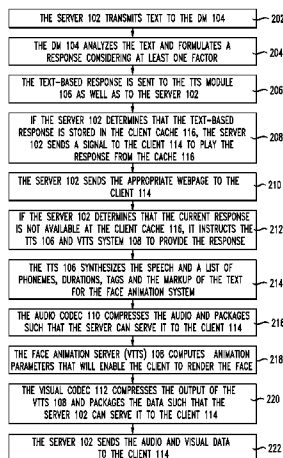 THE SERVER 102 TRANSMITS TEXT TO THE DM 104
202
THE DM 104 ANALYZES THE TEXT AND FORMULATES A
RESPONSE CONSIDERING AT LEAST ONE FACTOR
204
THE TEXT-BASED RESPONSE IS SENT TO THE TTS MODULE
106 AS WELL AS TO THE SERVER 102
206
IF THE SERVER 102 DETERMINES THAT THE TEXT-BASED
RESPONSE IS STORED IN THE CLIENT CACHE 116, THE SERVER
102 SENDS A SIGNAL TO THE CLIENT 114 TO PLAY THE
RESPONSE FROM THE CACHE 116
208
THE SERVER 102 SENDS THE APPROPRIATE WEBPAGE TO THE
CLIENT 114
210
IF THE SERVER 102 DETERMINES THAT THE CURRENT RESPONSE
IS NOT AVAILABLE AT THE CLIENT CACHE 116, IT INSTRUCTS THE
TTS 106 AND VTTS SYSTEM 108 TO PROVIDE THE RESPONSE
212
THE TTS 106 SYNTHESIZES THE SPEECH AND A LIST OF
PHONEMES, DURATIONS, TAGS AND THE MARKUP OF THE TEXT
FOR THE FACE ANIMATION SYSTEM
214
THE AUDIO CODEC 110 COMPRESSES THE AUDIO AND PACKAGES
SUCH THAT THE SERVER CAN SERVE IT TO THE CLIENT 114
216
THE FACE ANIMATION SERVER (VTTS) 108 COMPUTES ANIMATION
PARAMETERS THAT WILL ENABLE THE CLIENT TO RENDER THE FACE
218
THE VISUAL CODEC 112 COMPRESSES THE OUTPUT OF THE
VTTS 108 AND PACKAGES THE DATA SUCH THAT THE
SERVER 102 CAN SERVE IT TO THE CLIENT 114
220
THE SERVER 102 SENDS THE AUDIO AND VISUAL DATA
TO THE CLIENT 114
222